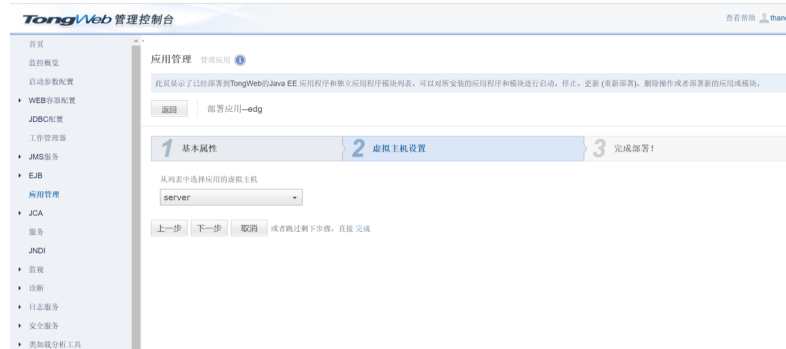 TongWeb 管理控制台
查看帮助 thanos
首页
监控概览
启动参数配置
WEB容器配置
JDBC配置
工作管理器
JMS服务
EJB
应用管理
JCA
服务
JNDI
监视
诊断
日志服务
安全服务
类加载分析工具
应用管理 管理应用
此页显示了已经部署到TongWeb的Java EE 应用程序和独立应用程序模块列表。可以对所安装的应用程序和模块进行启动、停止、更新 (重新部署)、删除操作或者部署新的应用或模块。
返回 部署应用--edg
1 基本属性 2 虚拟主机设置 3 完成部署!
从列表中选择应用的虚拟主机
server
上一步 下一步 取消 或者跳过剩下步骤，直接 完成